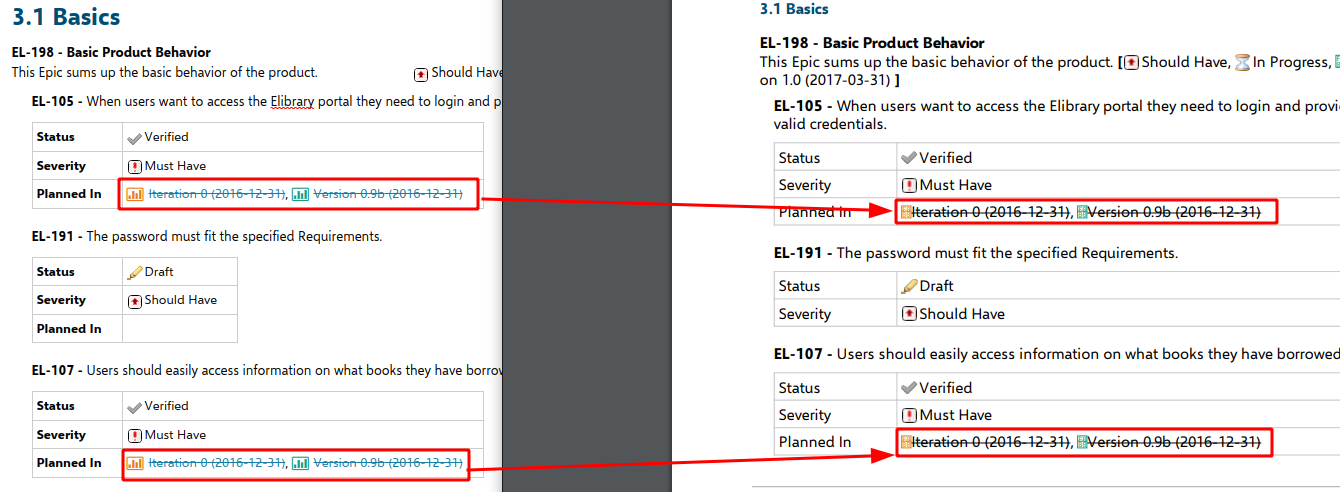 3.1 Basics
EL-198 - Basic Product Behavior
This Epic sums up the basic behavior of the product. Should Have
EL-105 - When users want to access the Elibrary portal they need to login and p
Status Verified
Severity Must Have
Planned In Iteration 0 (2016-12-31), Version 0.9b (2016-12-31)
EL-191 - The password must fit the specified Requirements.
Status Draft
Severity Should Have
Planned In
EL-107 - Users should easily access information on what books they have borrow
Status Verified
Severity Must Have
Planned In Iteration 0 (2016-12-31), Version 0.9b (2016-12-31)
3.1 Basics
EL-198 - Basic Product Behavior
This Epic sums up the basic behavior of the product. [ Should Have, In Progress,
on 1.0 (2017-03-31) ]
EL-105 - When users want to access the Elibrary portal they need to login and provi
valid credentials.
Status Verified
Severity Must Have
Planned In Iteration 0 (2016-12-31), Version 0.9b (2016-12-31)
EL-191 - The password must fit the specified Requirements.
Status Draft
Severity Should Have
EL-107 - Users should easily access information on what books they have borrowed
Status Verified
Severity Must Have
Planned In Iteration 0 (2016-12-31), Version 0.9b (2016-12-31)